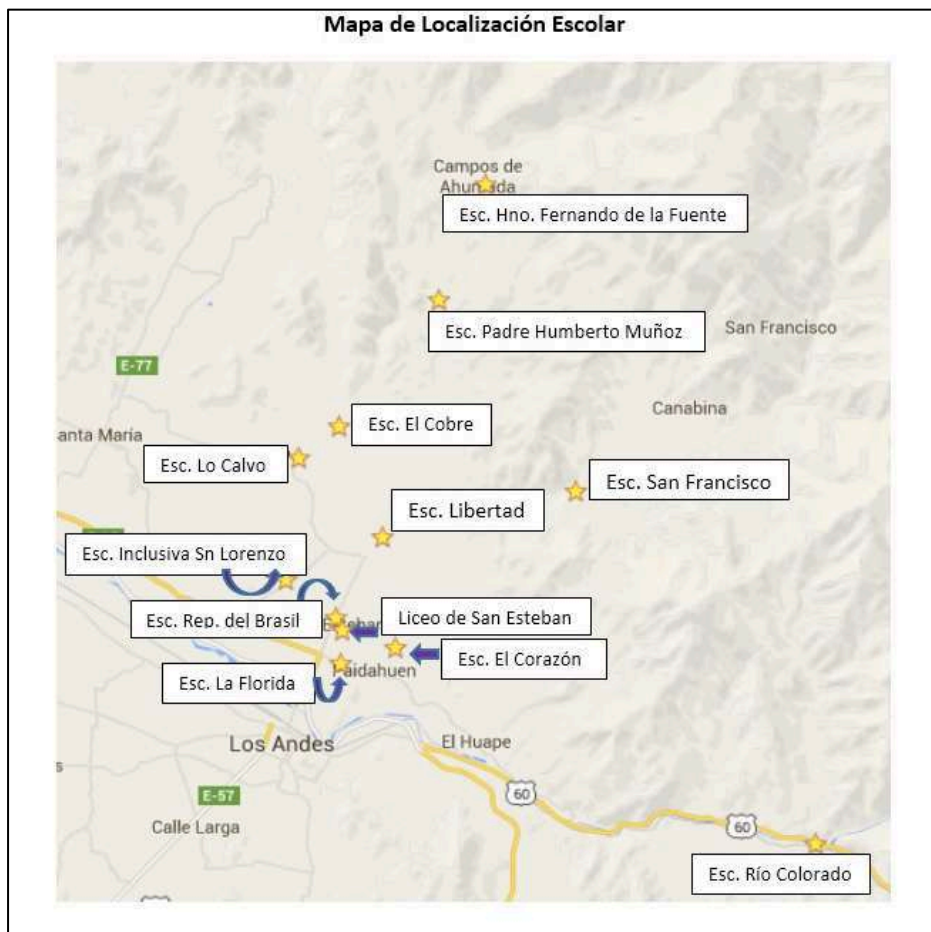 Mapa de Localización Escolar
Campos de
Esc. Hno. Fernando de la Fuente
Esc. Padre Humberto Muñoz
San Francisco
E-77
Canabina
Esc. El Cobre
anta María
Esc. Lo Calvo
Esc. San Francisco
Esc. Libertad
Esc. Inclusiva Sn Lorenzo
Esc. Rep. del Brasil
Liceo de San Esteban
Esc. El Corazón
Paidahuen
Esc. La Florida
Los Andes
El Huape
s
60
E-57
60
Calle Larga
Esc. Río Colorado